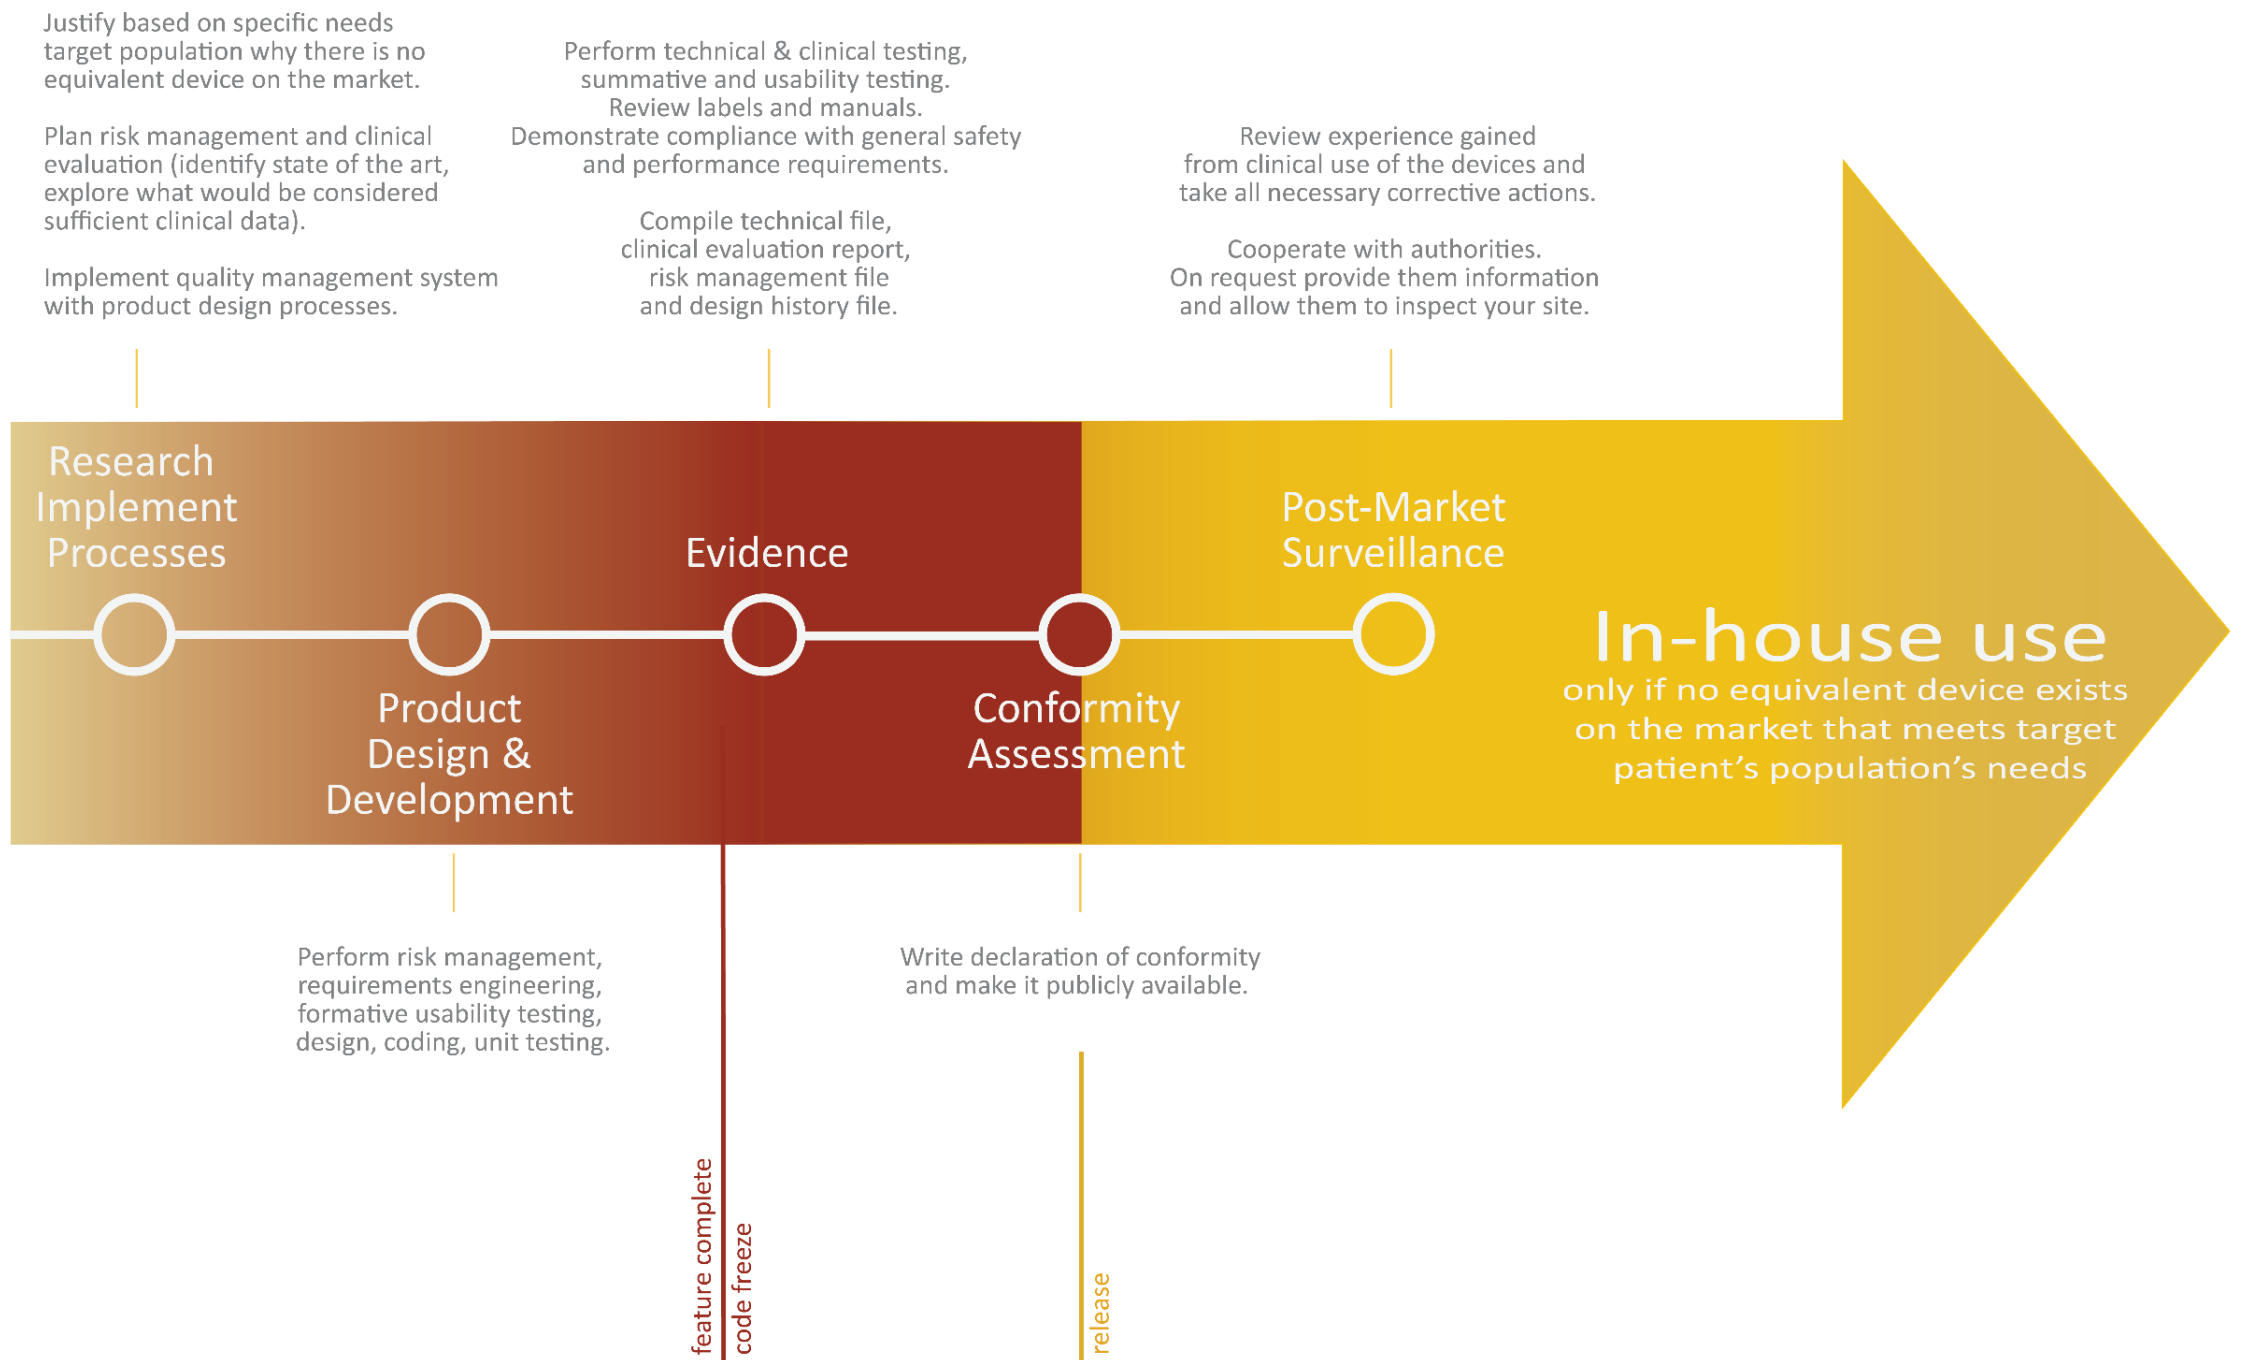 Justify based on specific needs
target population why there is no
equivalent device on the market.
Plan risk management and clinical
evaluation (identify state of the art,
explore what would be considered
sufficient clinical data).
Implement quality management system
with product design processes.
Perform technical & clinical testing,
summative and usability testing.
Review labels and manuals.
Demonstrate compliance with general safety
and performance requirements.
Compile technical file,
clinical evaluation report,
risk management file
and design history file.
Review experience gained
from clinical use of the devices and
take all necessary corrective actions.
Cooperate with authorities.
On request provide them information
and allow them to inspect your site.
Research
Implement
Processes
Product
Design &
Development
Evidence
Conformity
Assessment
Post-Market
Surveillance
In-house use
only if no equivalent device exists
on the market that meets target
patient’s population’s needs
Perform risk management,
requirements engineering,
formative usability testing,
design, coding, unit testing.
Write declaration of conformity
and make it publicly available.
feature complete
code freeze
release